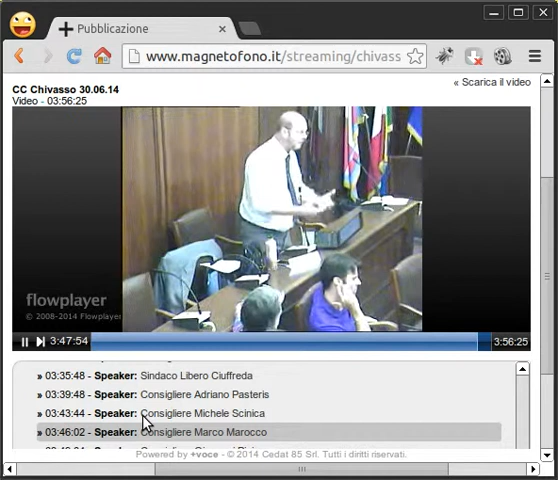 Pubblicazione
www.magnetofono.it/streaming/chivass
« Scarica il video
CC Chivasso 30.06.14
Video - 03:56:25
flowplayer
© 2008-2014 Flowplayer
3:47:54
3:56:25
» 03:35:48 - Speaker: Sindaco Libero Ciuffreda
» 03:39:48 - Speaker: Consigliere Adriano Pasteris
» 03:43:44 - Speaker: Consigliere Michele Scinica
» 03:46:02 - Speaker: Consigliere Marco Marocco
Powered by +voce - © 2014 Cedat 85 Srl. Tutti i diritti riservati.